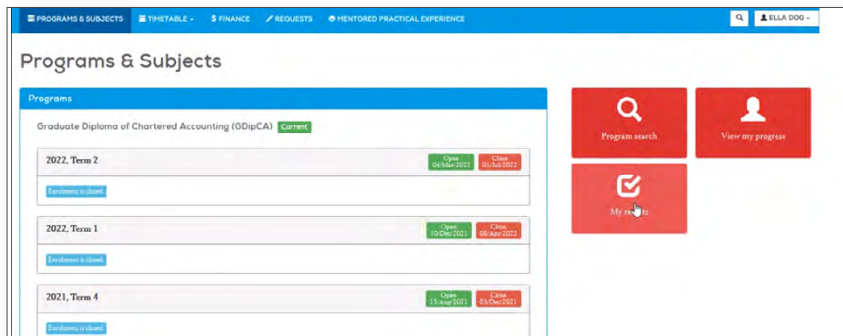 PROGRAMS & SUBJECTS TIMETABLE $ FINANCE REQUESTS MENTORED PRACTICAL EXPERIENCE ELLA DOG
Programs & Subjects
Programs
Graduate Diploma of Chartered Accounting (GDipCA) Current
2022, Term 2 Open 04/Mar/2022 Close 01/Jul/2022
Enrolment is closed
2022, Term 1 Open 10/Dec/2021 Close 08/Apr/2022
Enrolment is closed
2021, Term 4 Open 13/Aug/2021 Close 03/Dec/2021
Enrolment is closed
Program search
View my progress
My results